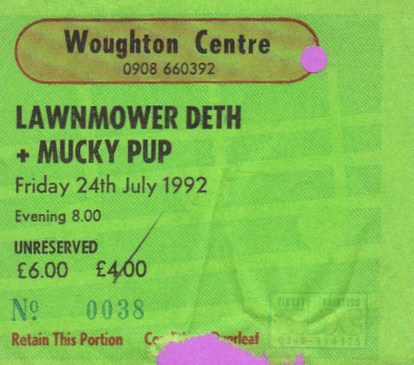 Woughton Centre
0908 660392
LAWNMOWER DETH
+ MUCKY PUP
Friday 24th July 1992
Evening 8.00
UNRESERVED
£6.00 £4.00
Nº 0038
Retain This Portion Overleaf